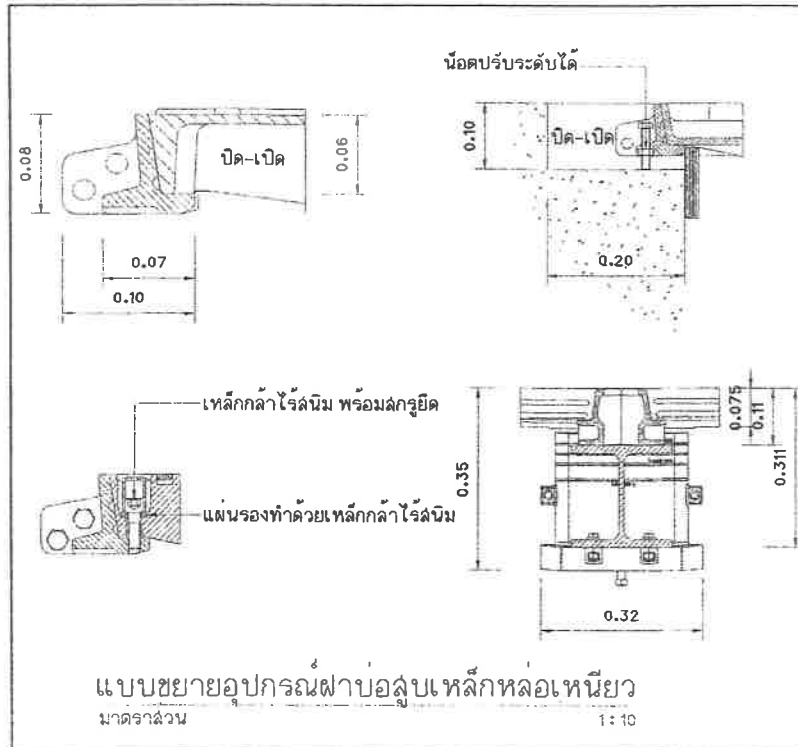 น็อตปรับระดับได้
0.08
ปิด-เปิด
0.06
0.10
ปิด-เปิด
0.07
0.10
0.20
เหล็กกล้าไร้สนิม พร้อมสกรูยึด
แผ่นรองทำด้วยเหล็กกล้าไร้สนิม
0.35
0.075
0.11
0.311
0.32
แบบขยายอุปกรณ์ฝาบ่อสูบเหล็กหล่อเหนียว
มาตราส่วน 1:10